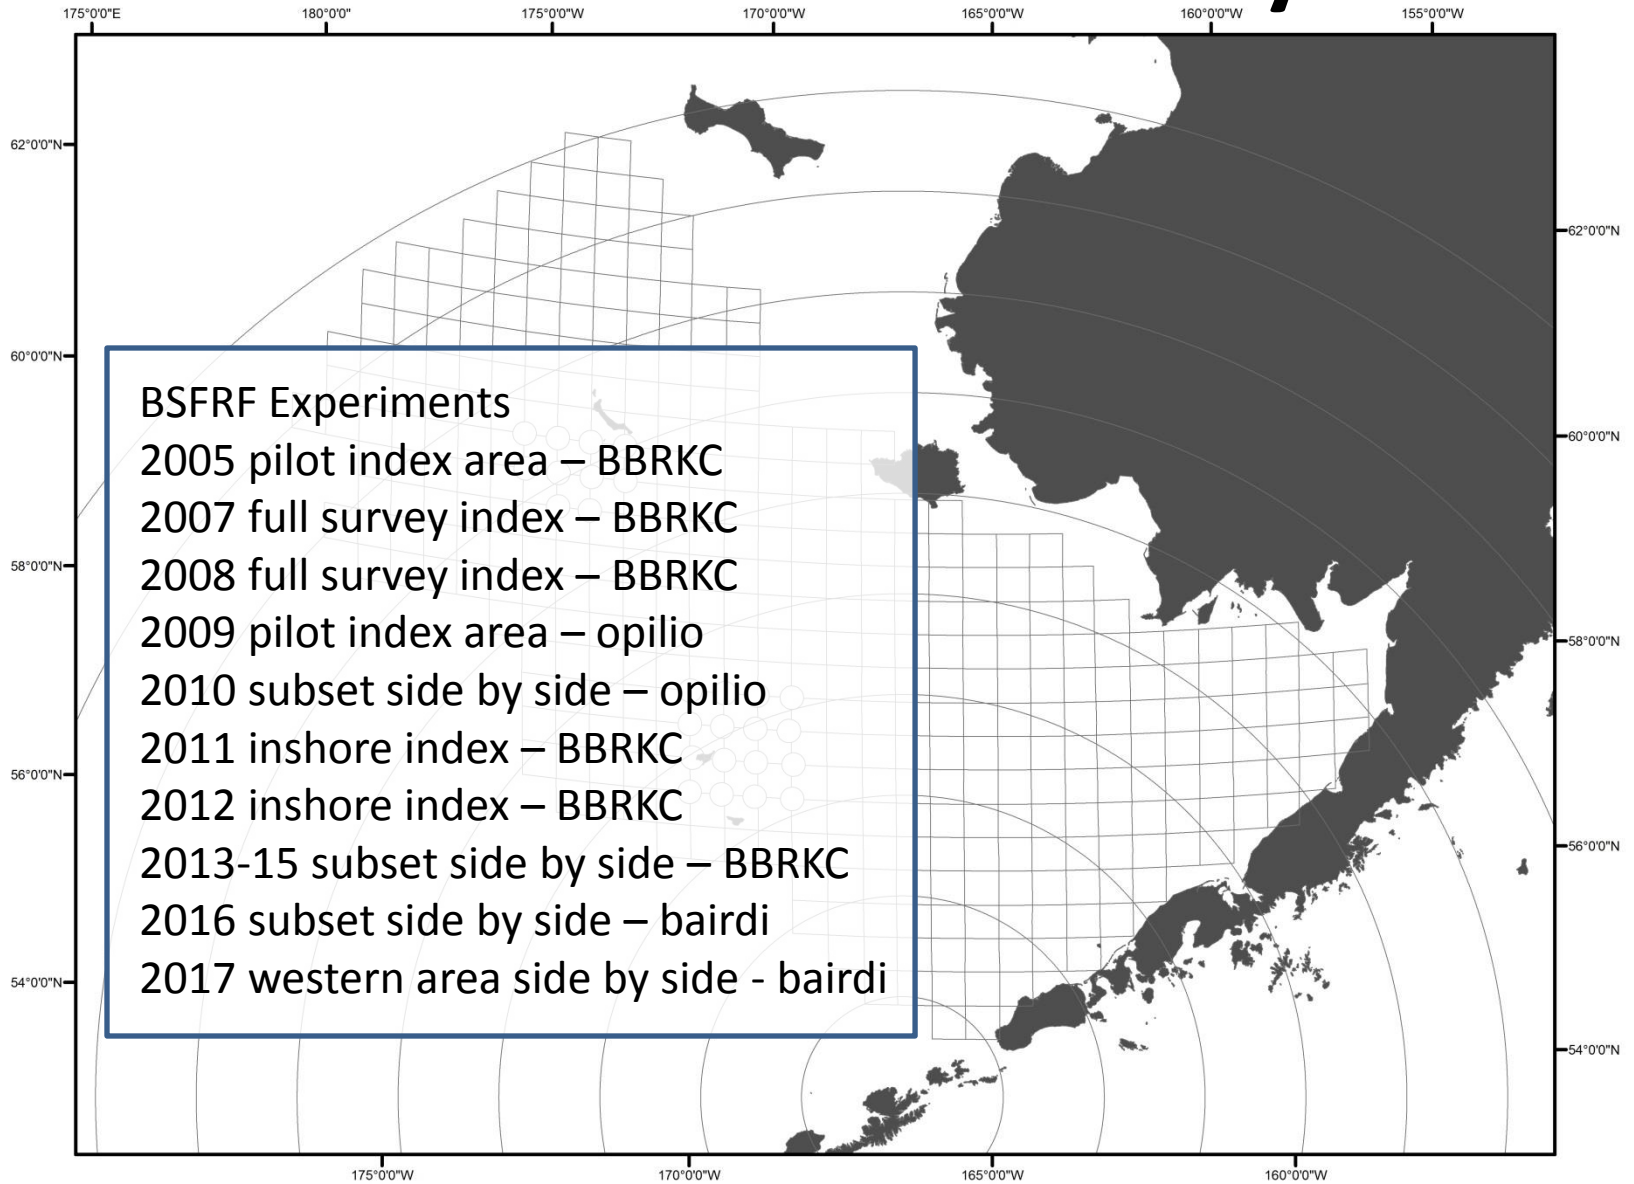 175°0'0"E 180°0'0" 175°0'0"W 170°0'0"W 165°0'0"W 160°0'0"W 155°0'0"W
62°0'0"N
62°0'0"N
60°0'0"N
BSFRF Experiments
2005 pilot index area – BBRKC
60°0'0"N
2007 full survey index – BBRKC
58°0'0"N
2008 full survey index – BBRKC
2009 pilot index area – opilio
58°0'0"N
2010 subset side by side – opilio
2011 inshore index – BBRKC
56°0'0"N
2012 inshore index – BBRKC
2013-15 subset side by side – BBRKC
56°0'0"N
2016 subset side by side – bairdi
2017 western area side by side - bairdi
54°0'0"N
54°0'0"N
175°0'0"W 170°0'0"W 165°0'0"W 160°0'0"W